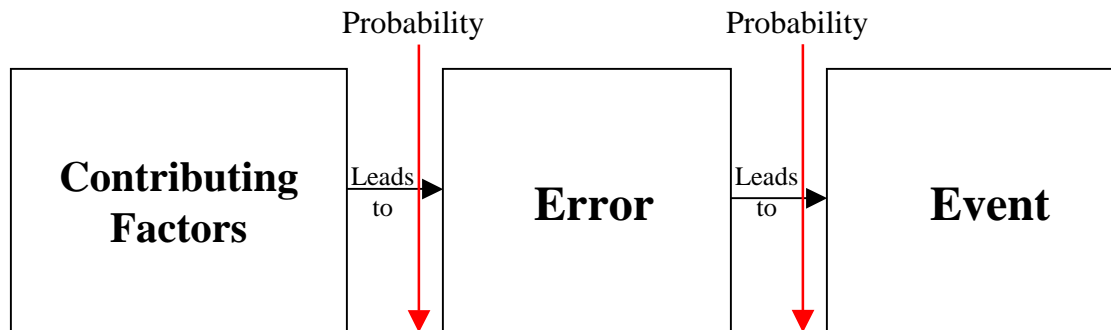 Probability
Probability
Contributing
Factors
Leads
to
Error
Leads
to
Event